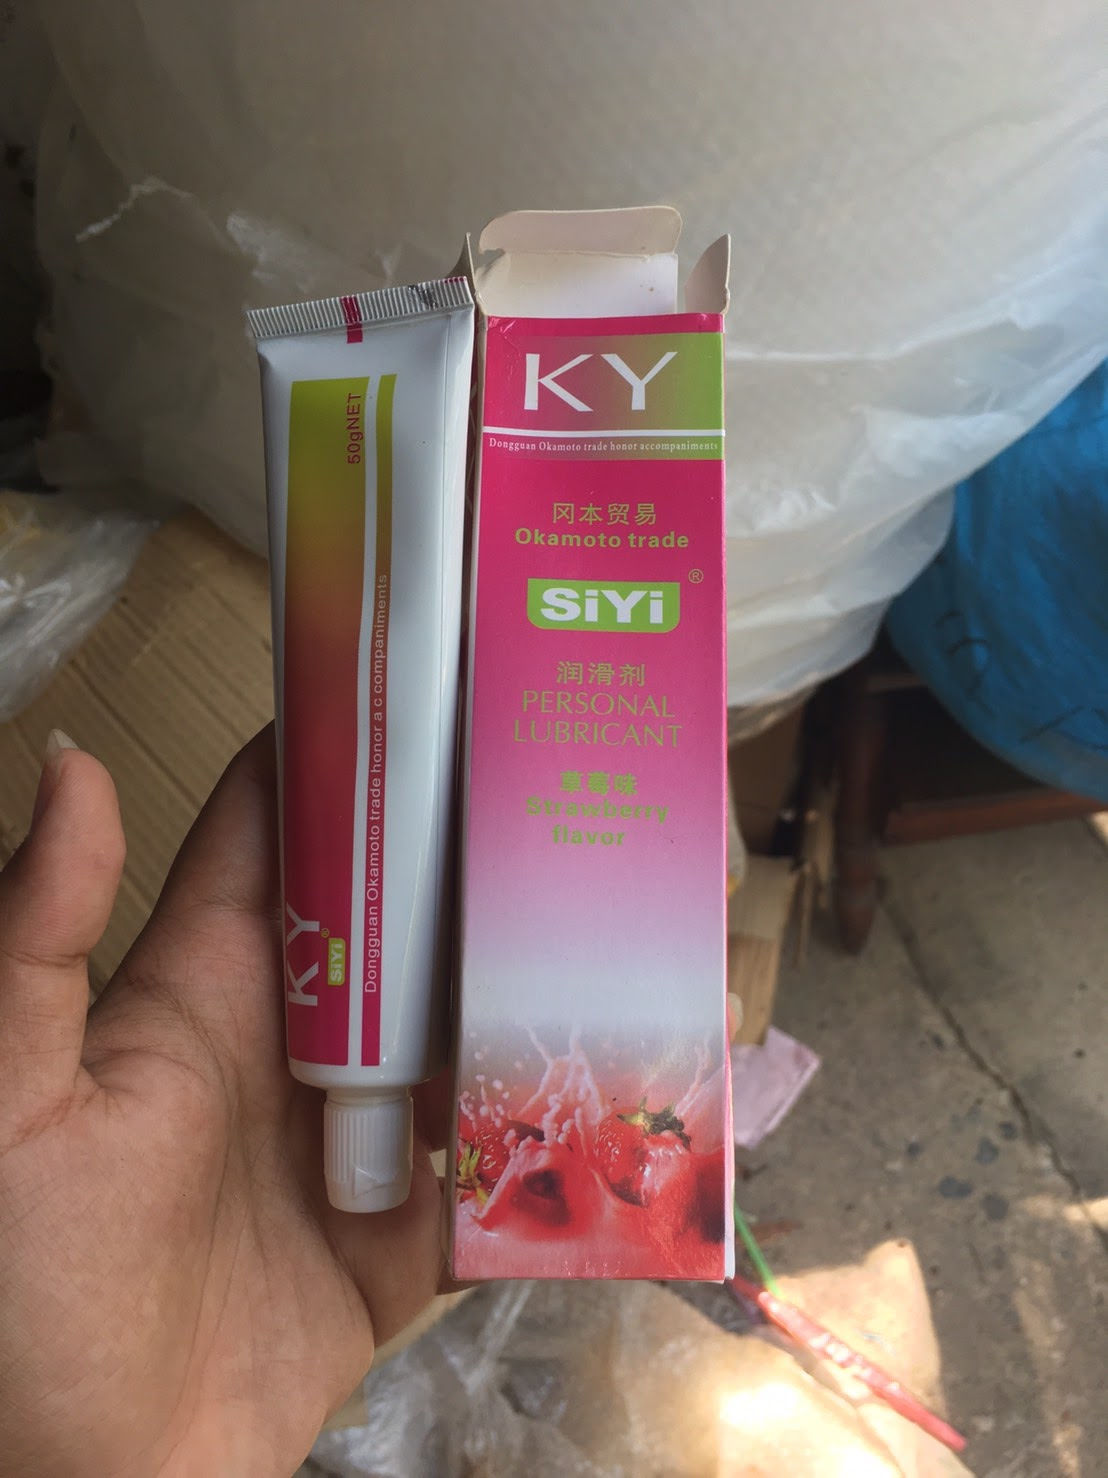 50gNET
KY
SiYi®
Dongguan Okamoto trade honor a c companiments
KY
Dongguan Okamoto trade honor accompaniments
冈本贸易
Okamoto trade
SiYi®
润滑剂
PERSONAL
LUBRICANT
草莓味
Strawberry
flavor